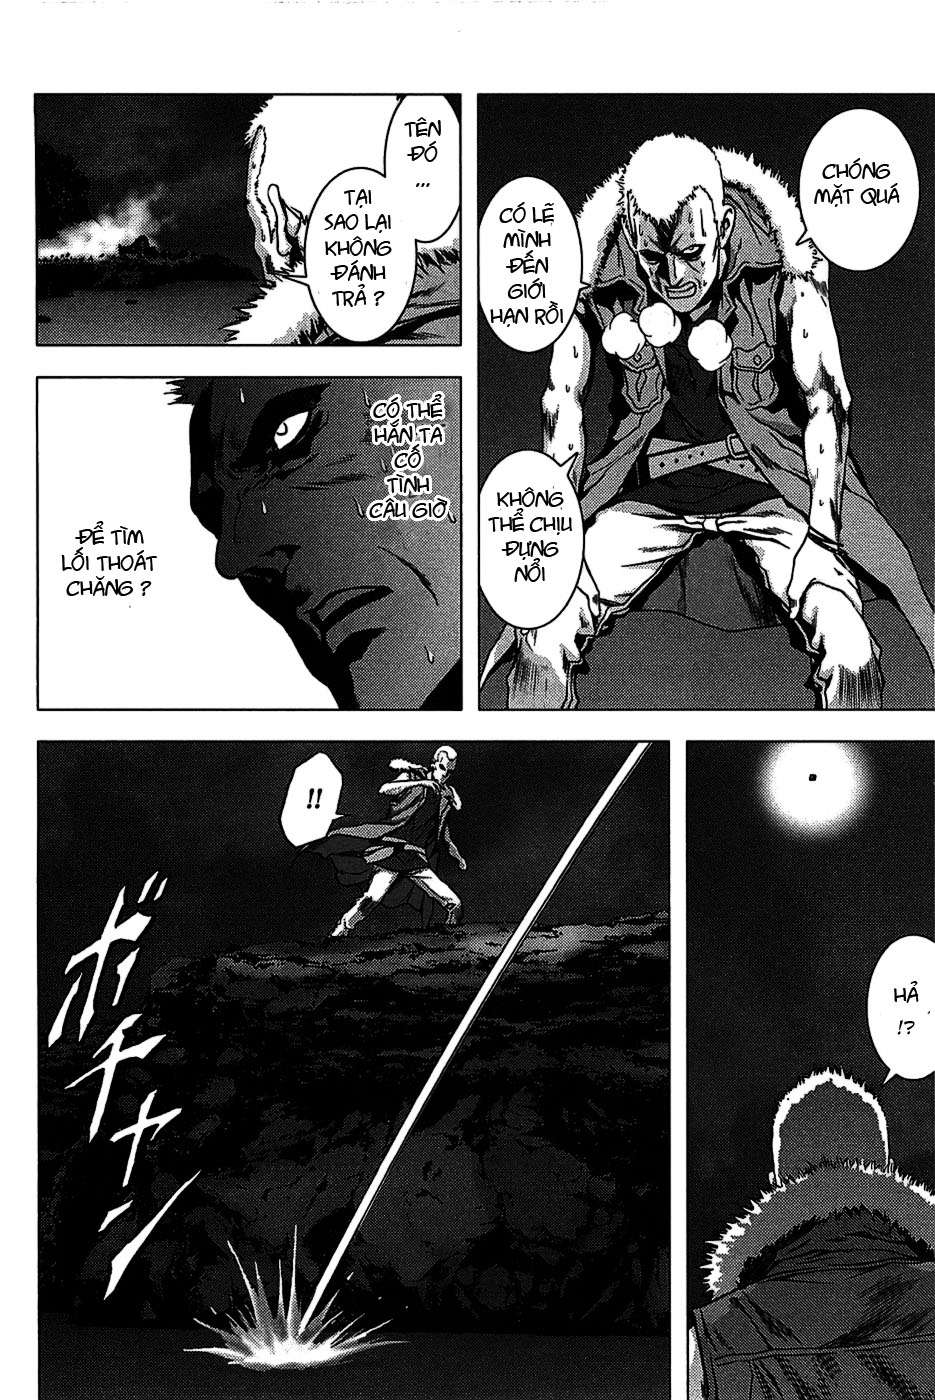 CHÓNG
MẶT QUÁ
CÓ LẼ
MÌNH
ĐẾN
GIỚI
HẠN RỒI
KHÔNG
THỂ CHỊU
ĐỰNG
NỔI
TÊN
ĐÓ
...
TẠI
SAO LẠI
KHÔNG
ĐÁNH
TRẢ ?
CÓ THỂ
HẮN TA
CỐ
TÌNH
CÂU GIỜ
ĐỂ TÌM
LỐI THOÁT
CHĂNG ?
HẢ
!?
!!
ボチャーン